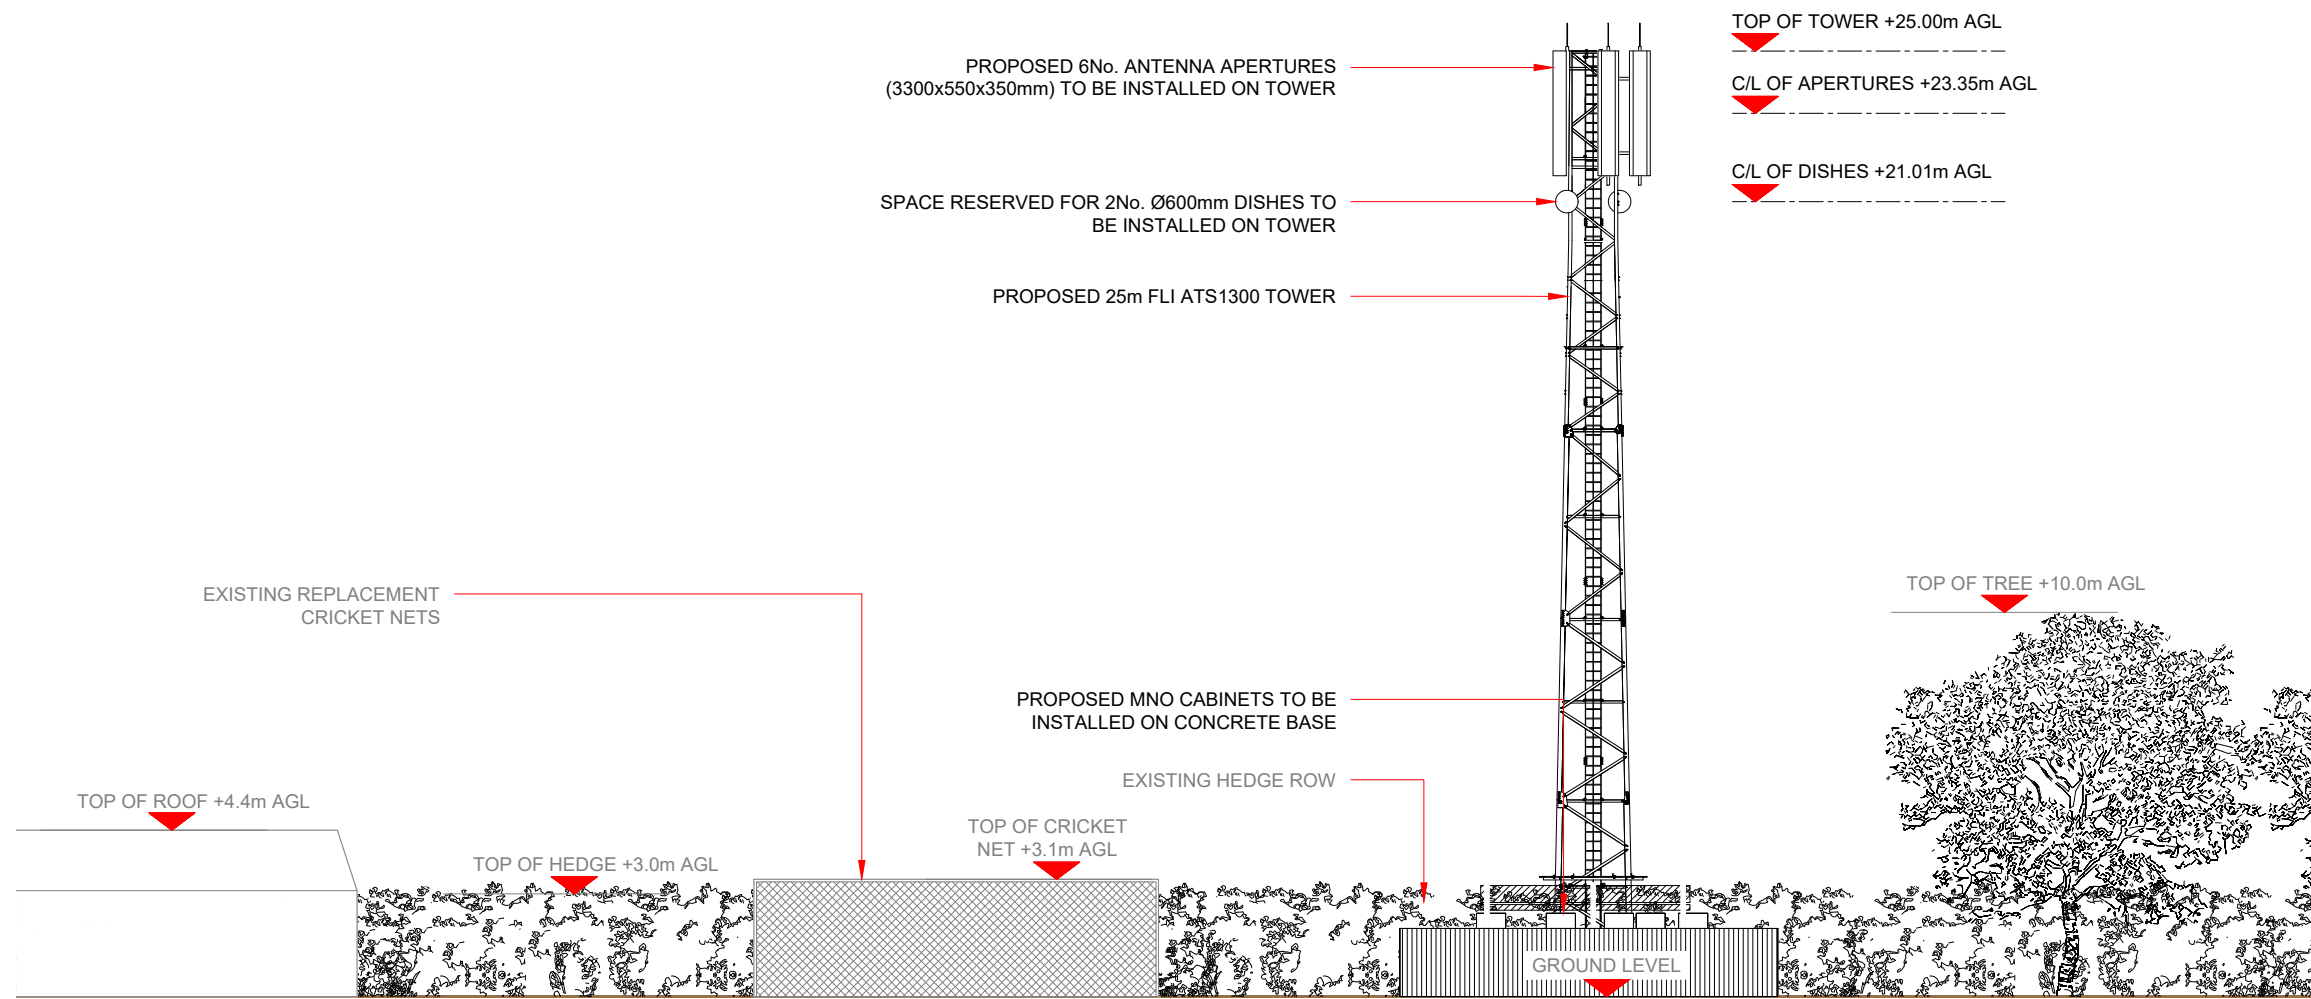 TOP OF TOWER +25.00m AGL
PROPOSED 6No. ANTENNA APERTURES
(3300x550x350mm) TO BE INSTALLED ON TOWER
C/L OF APERTURES +23.35m AGL
C/L OF DISHES +21.01m AGL
SPACE RESERVED FOR 2No. Ø600mm DISHES TO
BE INSTALLED ON TOWER
PROPOSED 25m FLI ATS1300 TOWER
EXISTING REPLACEMENT
CRICKET NETS
TOP OF TREE +10.0m AGL
PROPOSED MNO CABINETS TO BE
INSTALLED ON CONCRETE BASE
EXISTING HEDGE ROW
TOP OF ROOF +4.4m AGL
TOP OF CRICKET
NET +3.1m AGL
TOP OF HEDGE +3.0m AGL
GROUND LEVEL